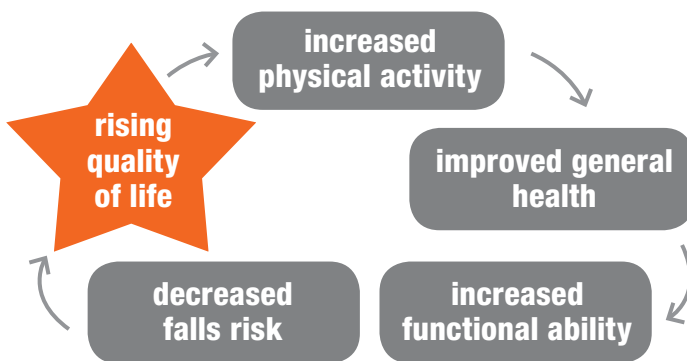 increased
physical activity
rising
quality
of life
improved general
health
decreased
falls risk
increased
functional ability